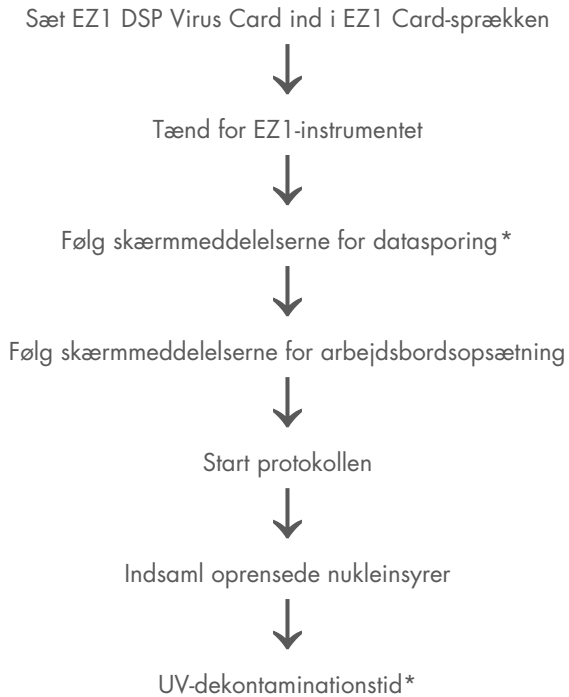 Sæt EZ1 DSP Virus Card ind i EZ1 Card-sprækken
Tænd for EZ1-instrumentet
Følg skærmmeddelelserne for datasporing*
Følg skærmmeddelelserne for arbejdsbordsopsætning
Start protokollen
Indsaml oprensede nukleinsyrer
UV-dekontaminationstid*